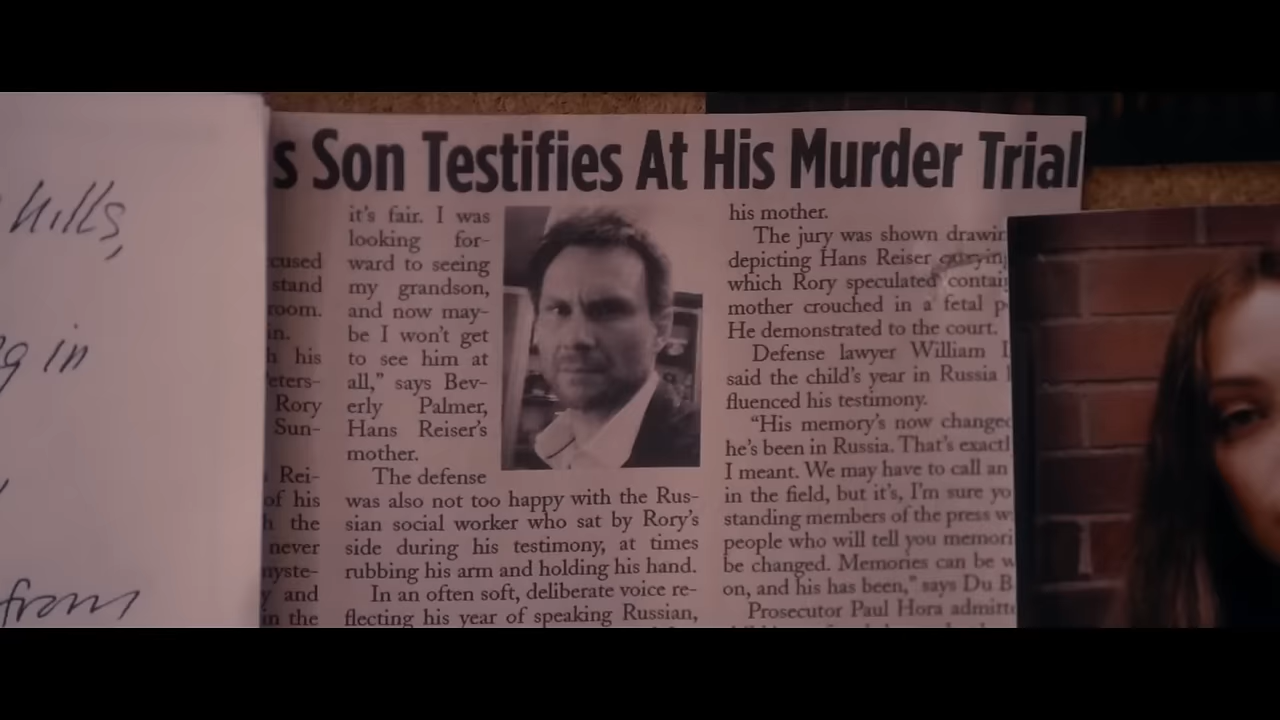 Hills,
in
from
s Son Testifies At His Murder Trial
cused
stand
room.
in.
h his
eters-
Rory
Sun-
Rei-
of his
h the
never
nyste-
y and
in the
it's fair. I was
looking for-
ward to seeing
my grandson,
and now may-
be I won't get
to see him at
all," says Bev-
erly Palmer,
Hans Reiser's
mother.
The defense
was also not too happy with the Rus-
sian social worker who sat by Rory's
side during his testimony, at times
rubbing his arm and holding his hand.
In an often soft, deliberate voice re-
flecting his year of speaking Russian,
his mother.
The jury was shown drawin
depicting Hans Reiser
which Rory speculated contai
mother crouched in a fetal p
He demonstrated to the court.
Defense lawyer William
said the child's year in Russia
fluenced his testimony.
"His memory's now changed
he's been in Russia. That's exactl
I meant. We may have to call an
in the field, but it's, I'm sure yo
standing members of the press w
people who will tell you memori
be changed. Memories can be w
on, and his has been," says Du B
Prosecutor Paul Hora admitt